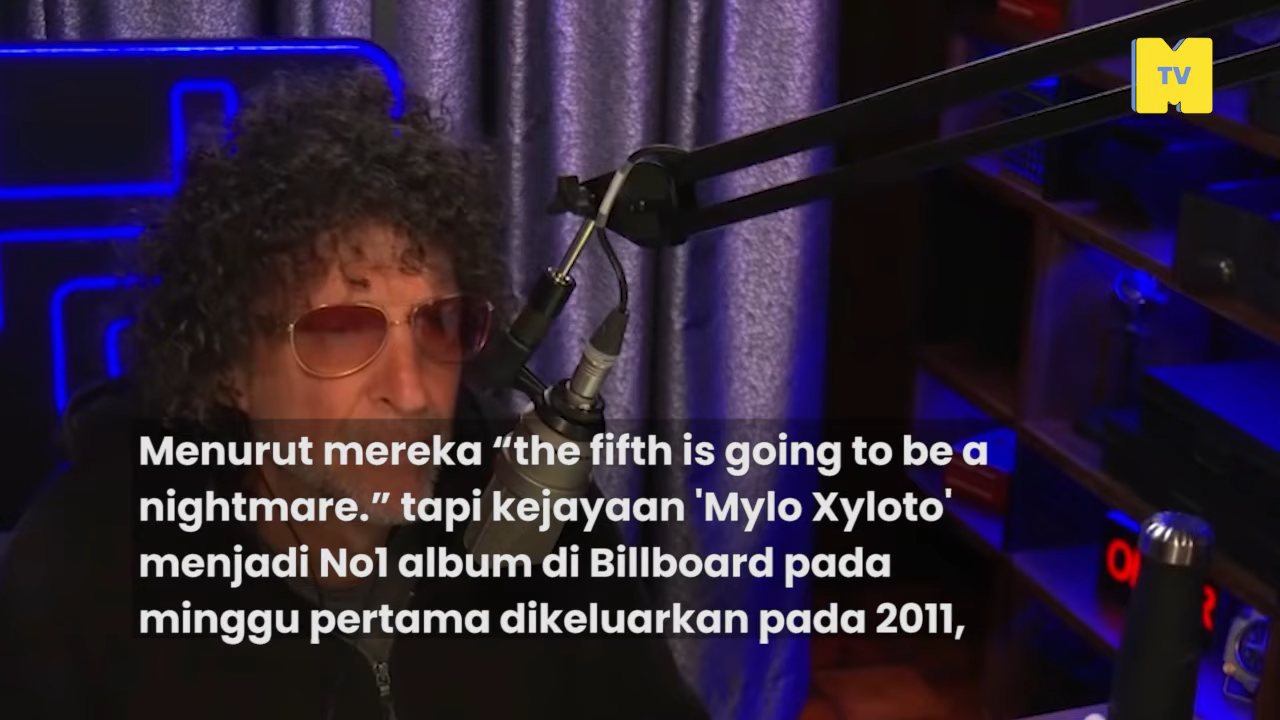 TV
Menurut mereka “the fifth is going to be a
nightmare.” tapi kejayaan 'Mylo Xyloto'
menjadi No1 album di Billboard pada
minggu pertama dikeluarkan pada 2011,